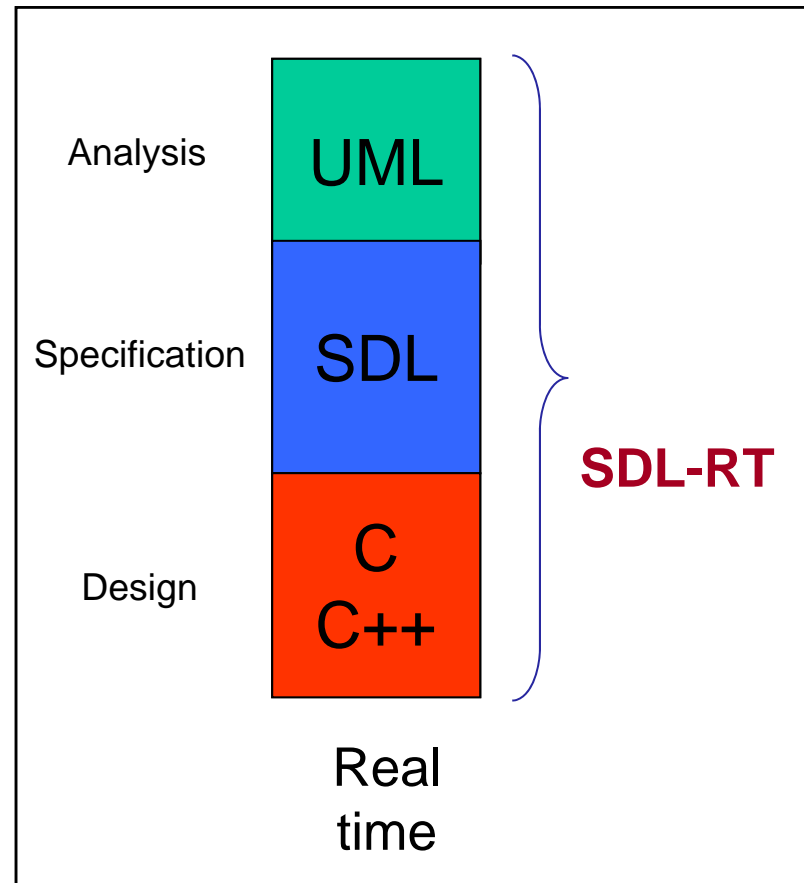 Analysis
UML
Specification
SDL
SDL-RT
Design
C
C++
Real
time